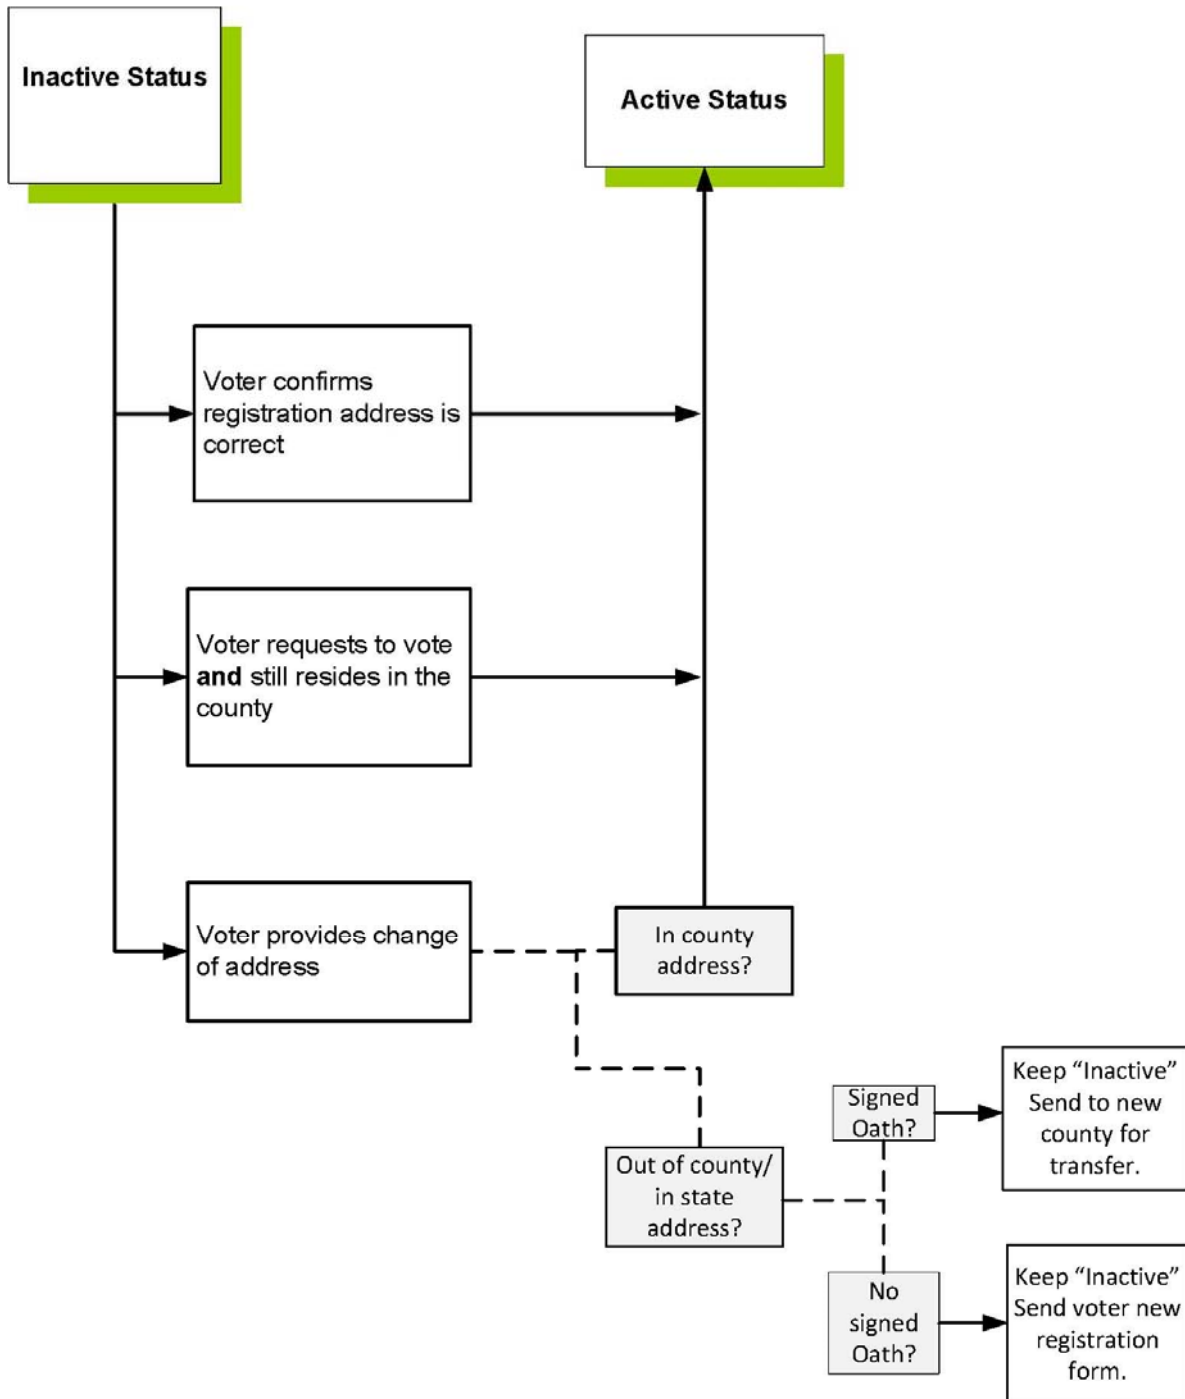 Inactive Status
Active Status
Voter confirms
registration address is
correct
Voter requests to vote
and still resides in the
county
Voter provides change
of address
In county
address?
Out of county/
in state
address?
Signed
Oath?
Keep “Inactive”
Send to new
county for
transfer.
No
signed
Oath?
Keep “Inactive”
Send voter new
registration
form.